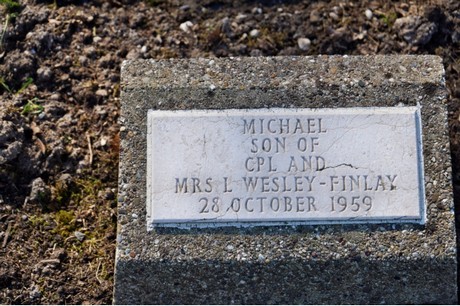 MICHAEL
SON OF
CPL AND
MRS L WESLEY-FINLAY
28 OCTOBER 1959